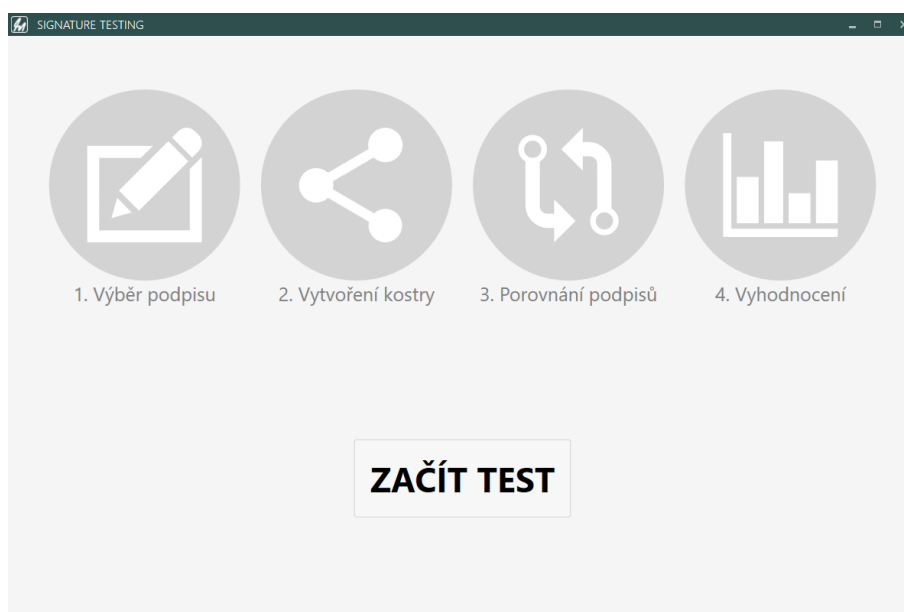 SIGNATURE TESTING
1. Výběr podpisu
2. Vytvoření kostry
3. Porovnání podpisů
4. Vyhodnocení
ZAČÍT TEST